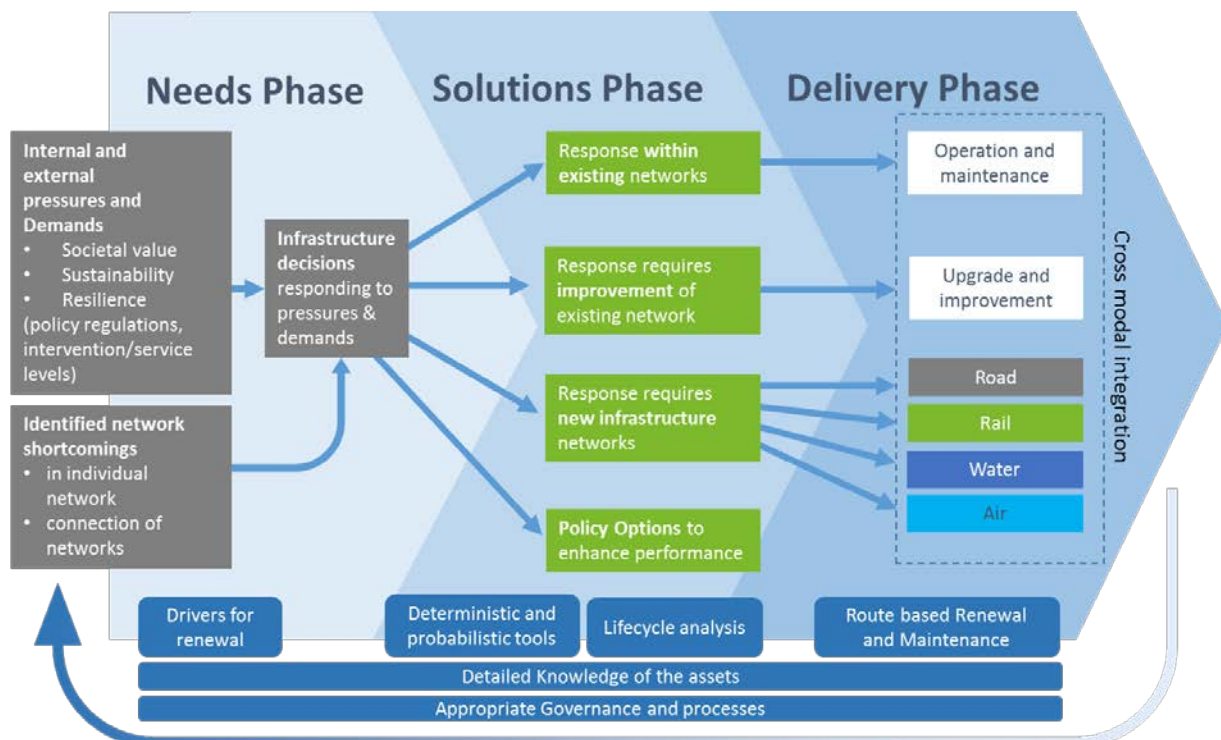 Needs Phase
Solutions Phase
Delivery Phase
Internal and
external
pressures and
Demands
• Societal value
• Sustainability
• Resilience
(policy regulations,
intervention/service
levels)
Identified network
shortcomings
• in individual
network
• connection of
networks
Infrastructure
decisions
responding to
pressures &
demands
Response within
existing networks
Response requires
improvement of
existing network
Response requires
new infrastructure
networks
Policy Options to
enhance performance
Operation and
maintenance
Upgrade and
improvement
Road
Rail
Water
Air
Cross modal integration
Drivers for
renewal
Deterministic and
probabilistic tools
Lifecycle analysis
Route based Renewal
and Maintenance
Detailed Knowledge of the assets
Appropriate Governance and processes